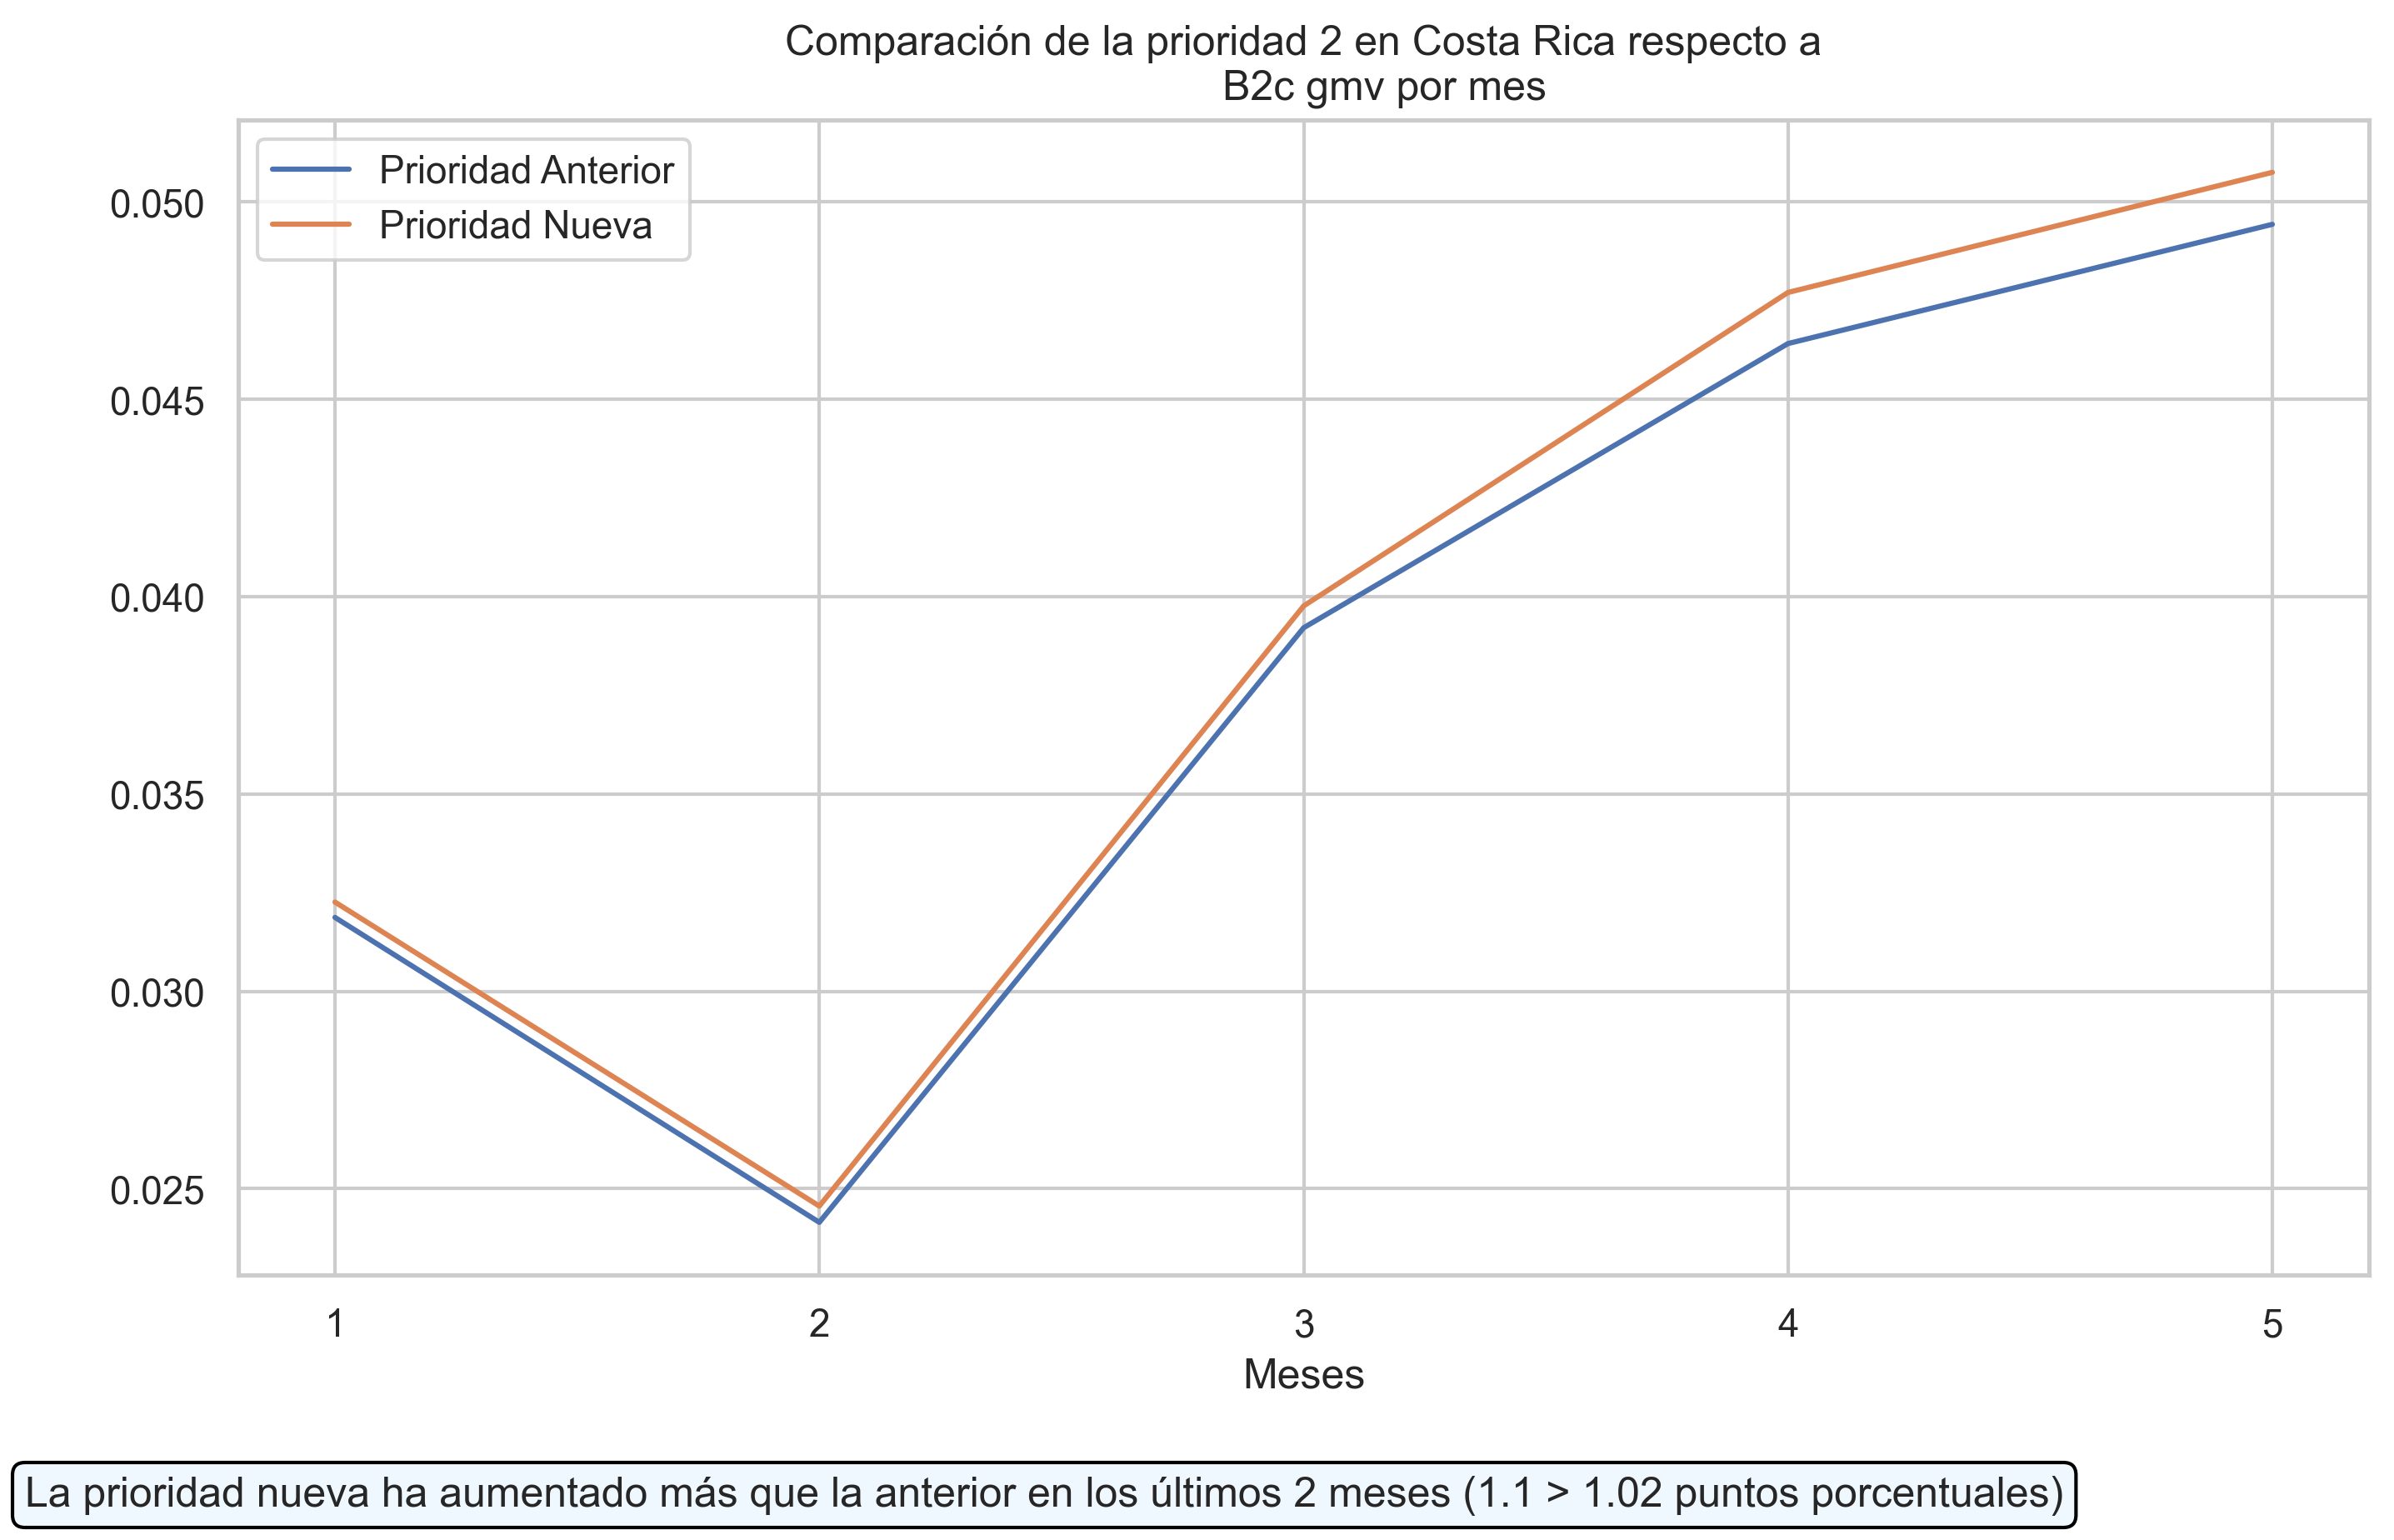 Comparación de la prioridad 2 en Costa Rica respecto a
B2c gmv por mes
Prioridad Anterior
Prioridad Nueva
0.050
0.045
0.040
0.035
0.030
0.025
1 2 3 4 5
Meses
La prioridad nueva ha aumentado más que la anterior en los últimos 2 meses (1.1 > 1.02 puntos porcentuales)